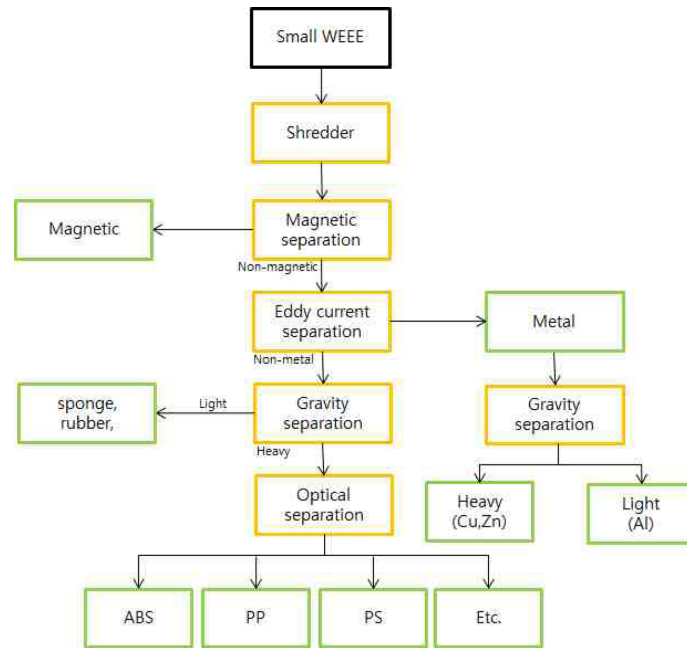 Small WEEE
Shredder
Magnetic
Magnetic
separation
Non-magnetic
Eddy current
separation
Metal
Non-metal
sponge,
rubber,
Light
Gravity
separation
Gravity
separation
Heavy
Optical
separation
Heavy
(Cu,Zn)
Light
(Al)
ABS
PP
PS
Etc.